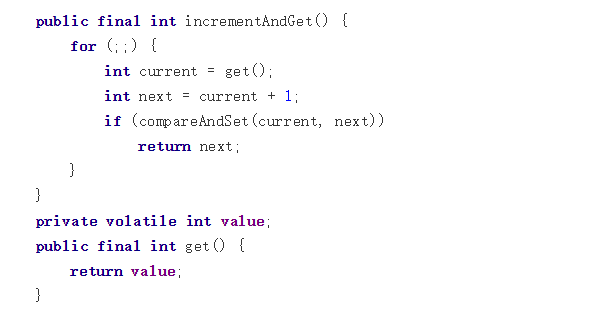 public final int incrementAndGet() {
    for (;;) {
        int current = get();
        int next = current + 1;
        if (compareAndSet(current, next))
            return next;
    }
}
private volatile int value;
public final int get() {
    return value;
}